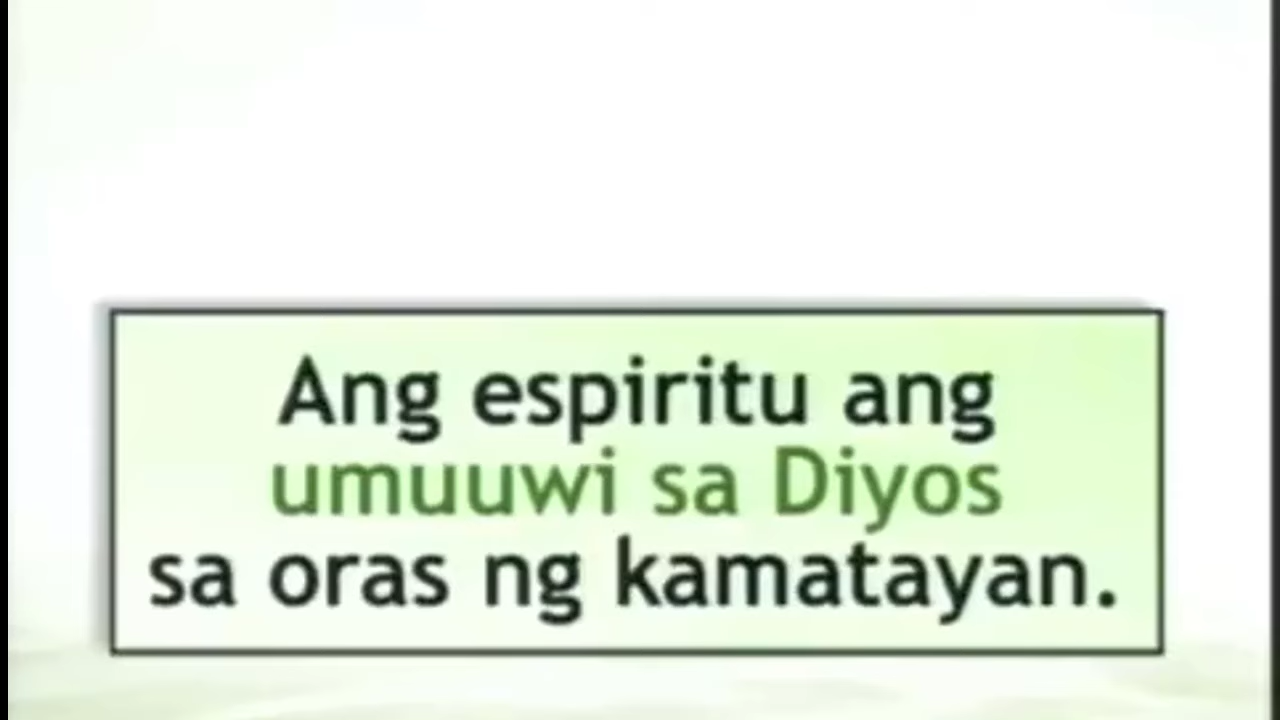 Ang espiritu ang
umuuwi sa Diyos
sa oras ng kamatayan.